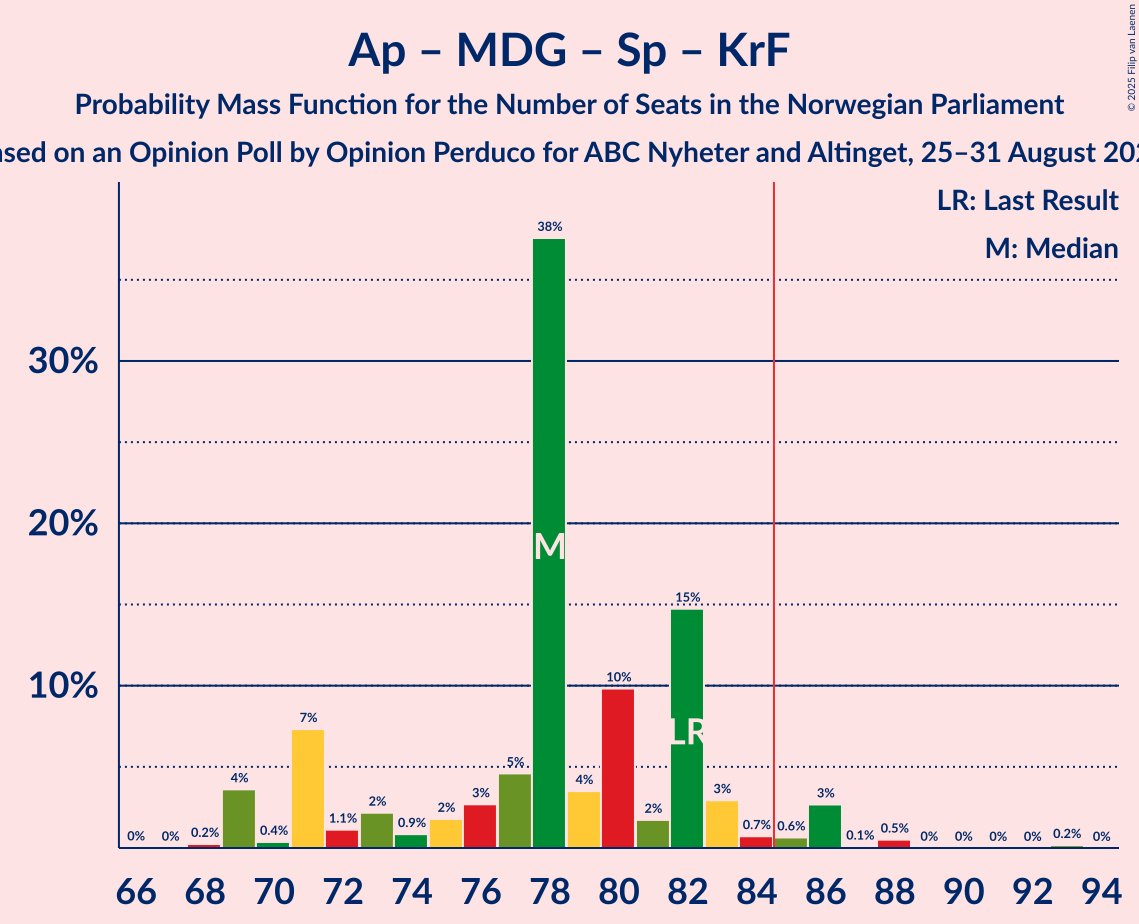 Ap – MDG – Sp – KrF
Probability Mass Function for the Number of Seats in the Norwegian Parliament
on an Opinion Poll by Opinion Perduco for ABC Nyheter and Altinget, 25–31 August
© 2025 Filip van Laenen
LR: Last Result
M: Median
38%
30%
M
20%
15%
10%
10%
LR
7%
5%
4%
4%
3%
3%
3%
2%
2%
2%
1.1%
0.9%
0.7%
0.6%
0.5%
0.4%
0.2%
0.2%
0.1%
0% 0% 0% 0% 0% 0% 0%
66 68 70 72 74 76 78 80 82 84 86 88 90 92 94